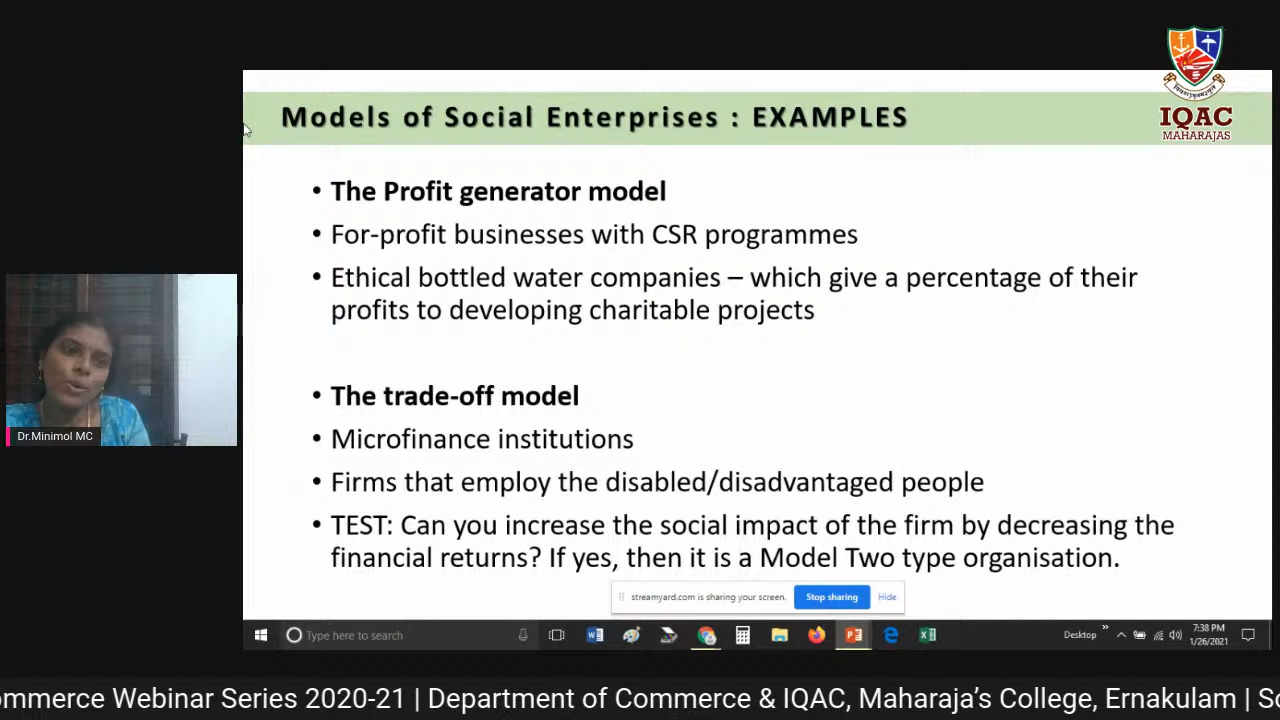 IQAC
MAHARAJAS
Models of Social Enterprises : EXAMPLES
• The Profit generator model
• For-profit businesses with CSR programmes
• Ethical bottled water companies – which give a percentage of their
profits to developing charitable projects
• The trade-off model
• Microfinance institutions
• Firms that employ the disabled/disadvantaged people
• TEST: Can you increase the social impact of the firm by decreasing the
financial returns? If yes, then it is a Model Two type organisation.
Dr.Minimol MC
streamyard.com is sharing your screen.
Stop sharing
Hide
Type here to search
Desktop
7:38 PM
1/26/2021
ommerce Webinar Series 2020-21 | Department of Commerce & IQAC, Maharaja's College, Ernakulam | So